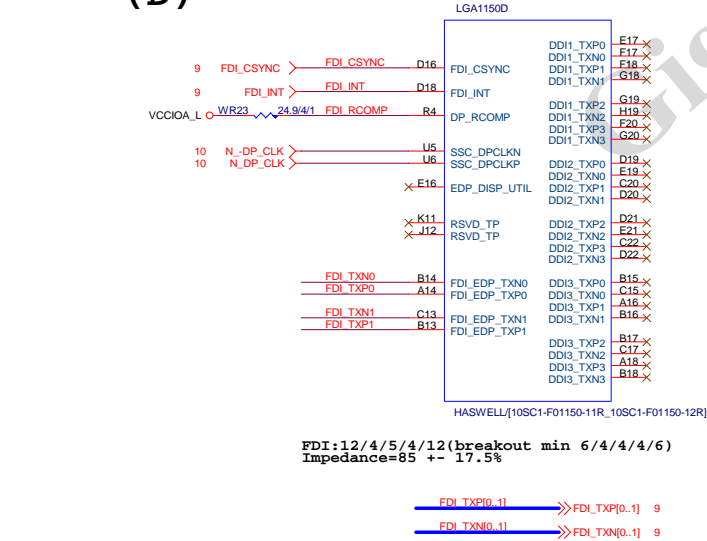 (D)
LGA1150D
9 FDI_CSYNC FDI_CSYNC D16 FDI_CSYNC
9 FDI_INT FDI_INT D18 FDI_INT
VCCIOA_L WR23 24.9/4/1 FDI_RCOMP R4 DP_RCOMP
10 N_-DP_CLK U5 SSC_DPCLKN
10 N_DP_CLK U6 SSC_DPCLKP
E16 EDP_DISP_UTIL
K11 RSVD_TP
J12 RSVD_TP
FDI_TXN0 B14 FDI_EDP_TXN0
FDI_TXP0 A14 FDI_EDP_TXP0
FDI_TXN1 C13 FDI_EDP_TXN1
FDI_TXP1 B13 FDI_EDP_TXP1
DDI1_TXP0 E17
DDI1_TXN0 F17
DDI1_TXP1 F18
DDI1_TXN1 G18
DDI1_TXP2 G19
DDI1_TXN2 H19
DDI1_TXP3 F20
DDI1_TXN3 G20
DDI2_TXP0 D19
DDI2_TXN0 E19
DDI2_TXP1 C20
DDI2_TXN1 D20
DDI2_TXP2 D21
DDI2_TXN2 E21
DDI2_TXP3 C22
DDI2_TXN3 D22
DDI3_TXP0 B15
DDI3_TXN0 C15
DDI3_TXP1 A16
DDI3_TXN1 B16
DDI3_TXP2 B17
DDI3_TXN2 C17
DDI3_TXP3 A18
DDI3_TXN3 B18
HASWELL/[10SC1-F01150-11R_10SC1-F01150-12R]
FDI:12/4/5/4/12(breakout min 6/4/4/4/6)
Impedance=85 +- 17.5%
FDI_TXP[0..1] FDI_TXP[0..1] 9
FDI_TXN[0..1] FDI_TXN[0..1] 9